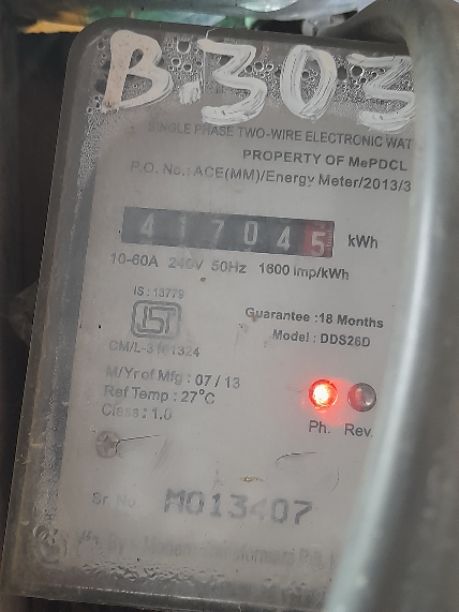 B.303
SINGLE PHASE TWO-WIRE ELECTRONIC WAT
PROPERTY OF MePDCL
P.O. No.: ACE(MM)/Energy Meter/2013/3
417045 kWh
10-60A 240V 50Hz 1600 imp/kWh
IS : 13779
ISI
Guarantee :18 Months
Model : DDS26D
CM/L-3161324
M/Yr of Mfg : 07 / 13
Ref Temp : 27°C
Class : 1.0
Ph. Rev.
Sr. No. M013407
By :